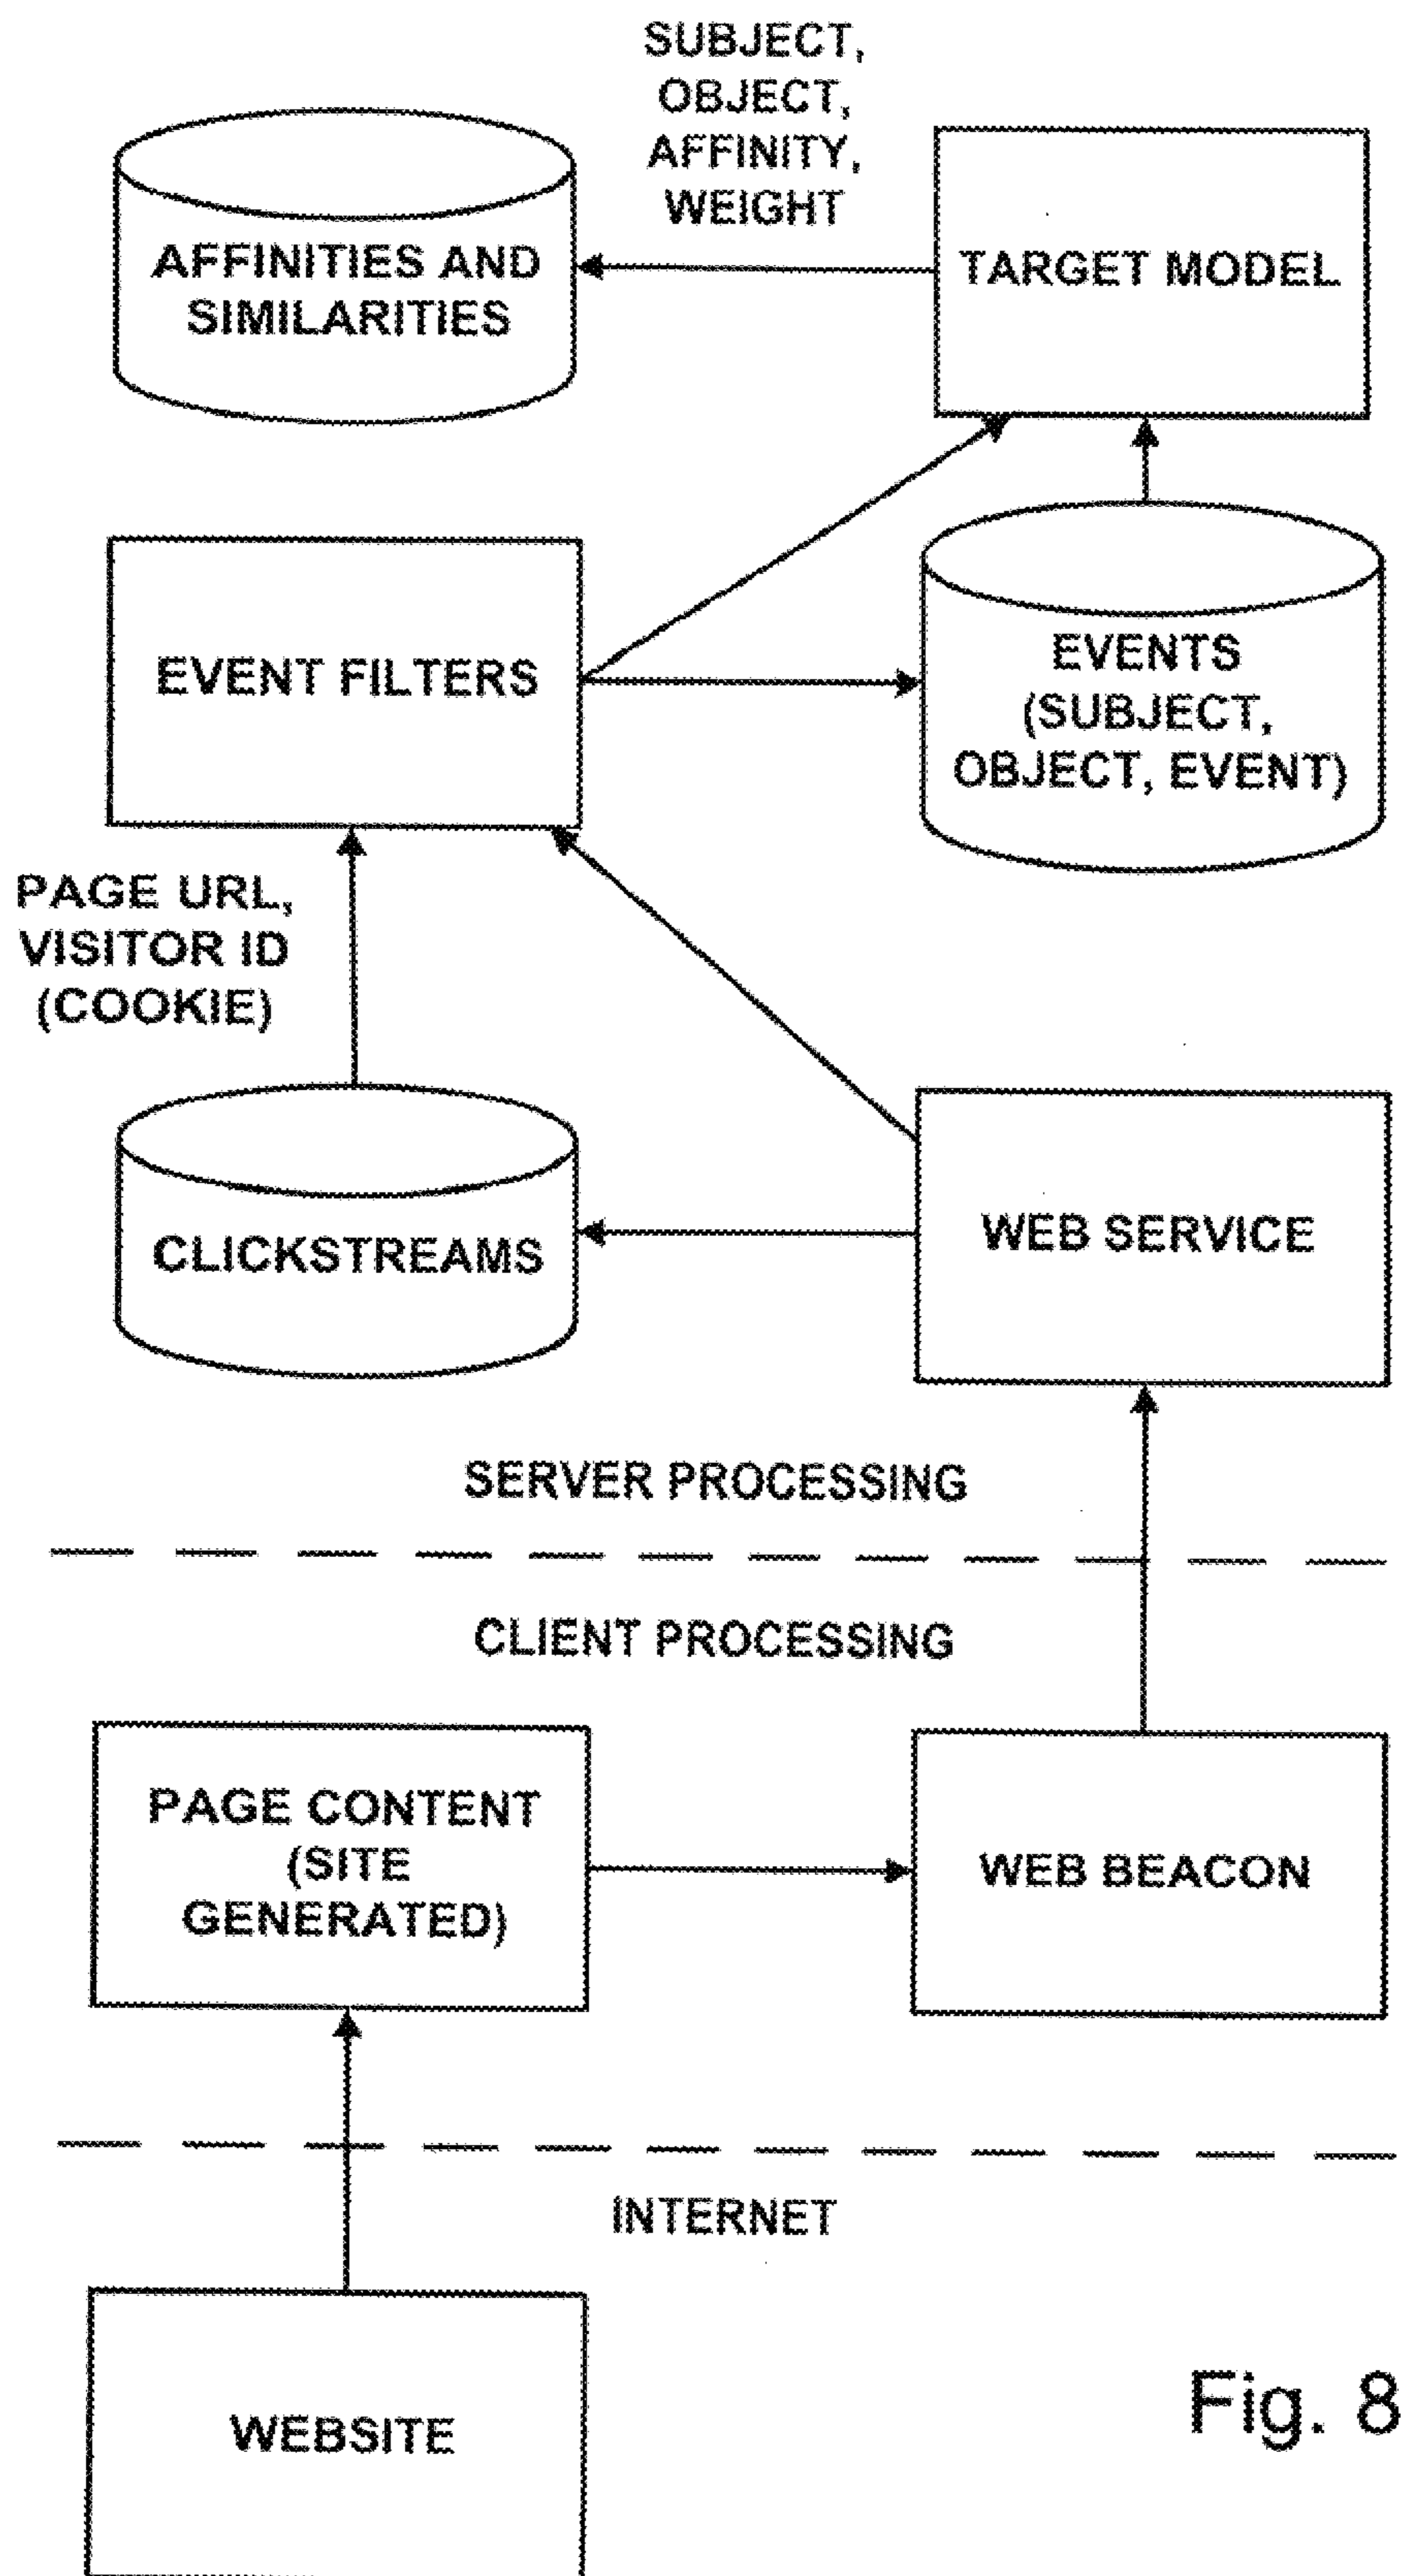 SUBJECT,
OBJECT,
AFFINITY,
WEIGHT
AFFINITIES AND
SIMILARITIES
TARGET MODEL
EVENT FILTERS
EVENTS
(SUBJECT,
OBJECT, EVENT)
PAGE URL,
VISITOR ID
(COOKIE)
CLICKSTREAMS
WEB SERVICE
SERVER PROCESSING
CLIENT PROCESSING
PAGE CONTENT
(SITE
GENERATED)
WEB BEACON
INTERNET
WEBSITE
Fig. 8